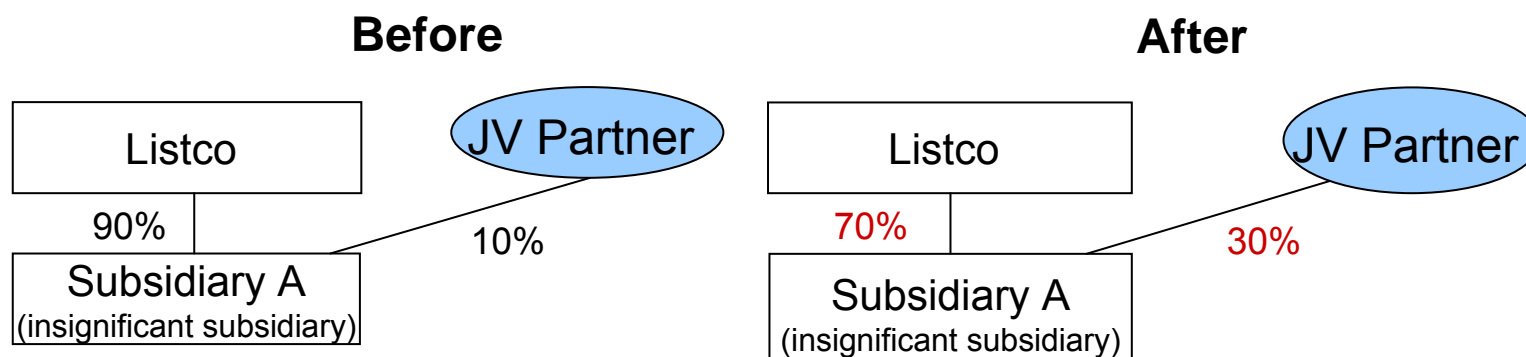 Before
Listco
JV Partner
90%
10%
Subsidiary A
(insignificant subsidiary)
After
Listco
JV Partner
70%
30%
Subsidiary A
(insignificant subsidiary)